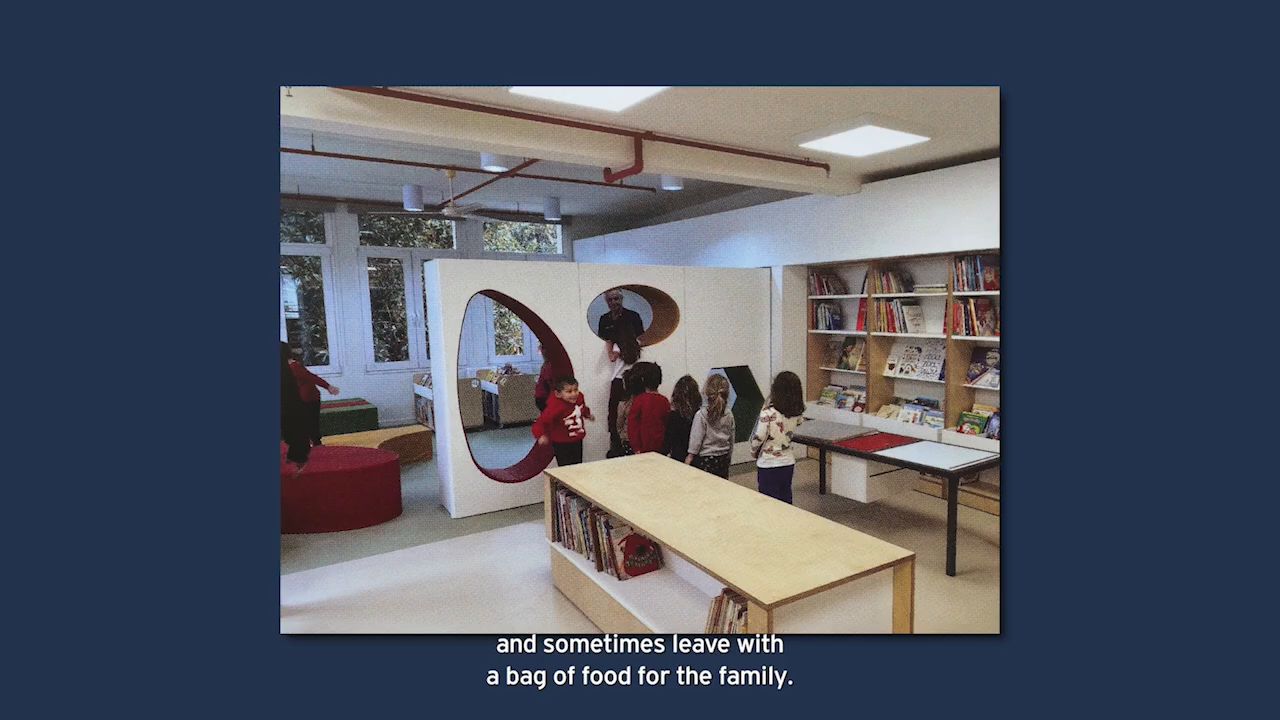 and sometimes leave with
a bag of food for the family.